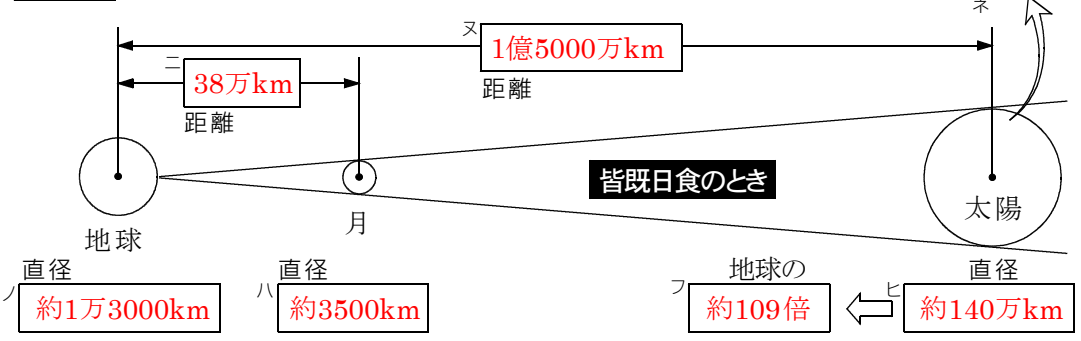 ネ
ヌ 1億5000万km
距離
ニ 38万km
距離
皆既日食のとき
地球
月
太陽
直径
ノ 約1万3000km
直径
ハ 約3500km
地球の
フ 約109倍
直径
ヒ 約140万km